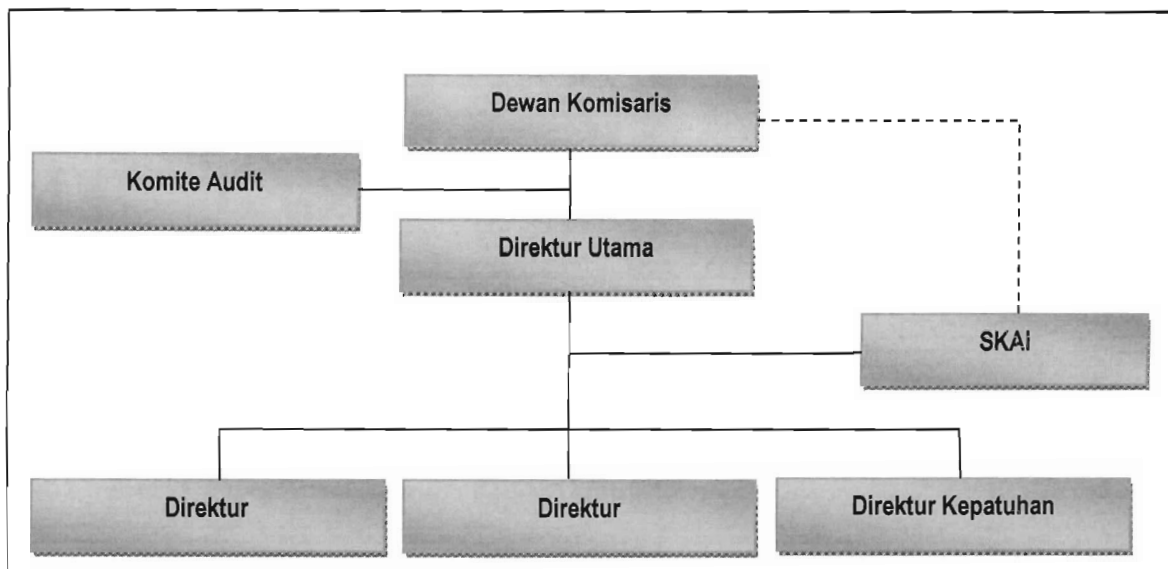 Dewan Komisaris
Komite Audit
Direktur Utama
SKAI
Direktur
Direktur
Direktur Kepatuhan